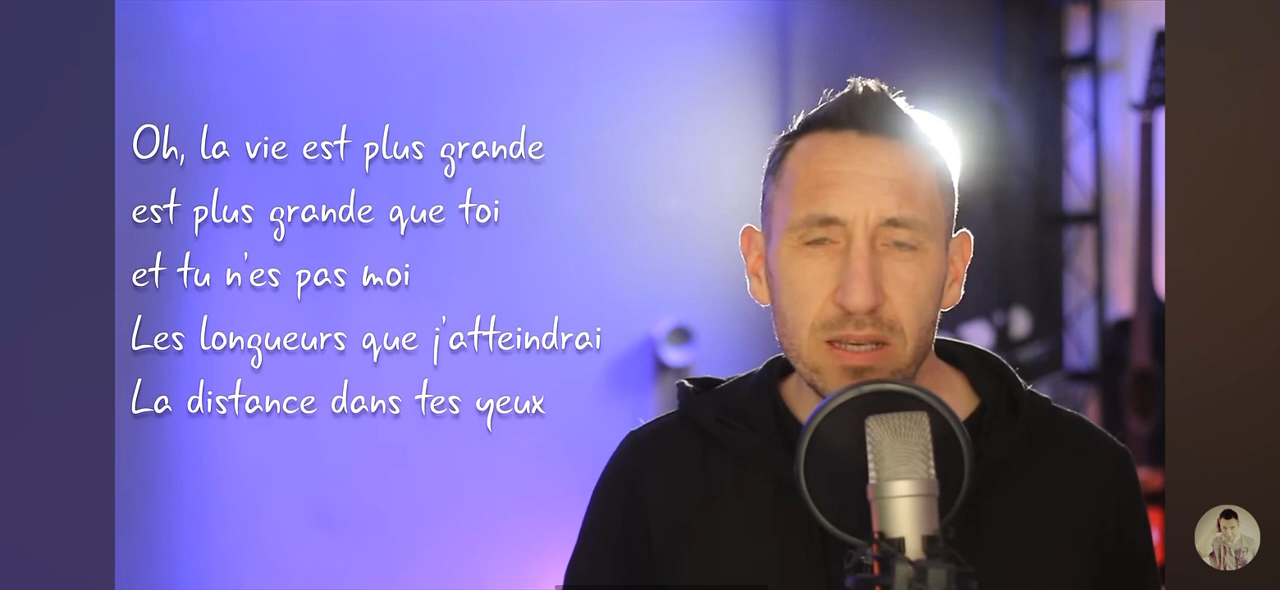 Oh, la vie est plus grande
est plus grande que toi
et tu n'es pas moi
Les longueurs que j'atteindrai
La distance dans tes yeux